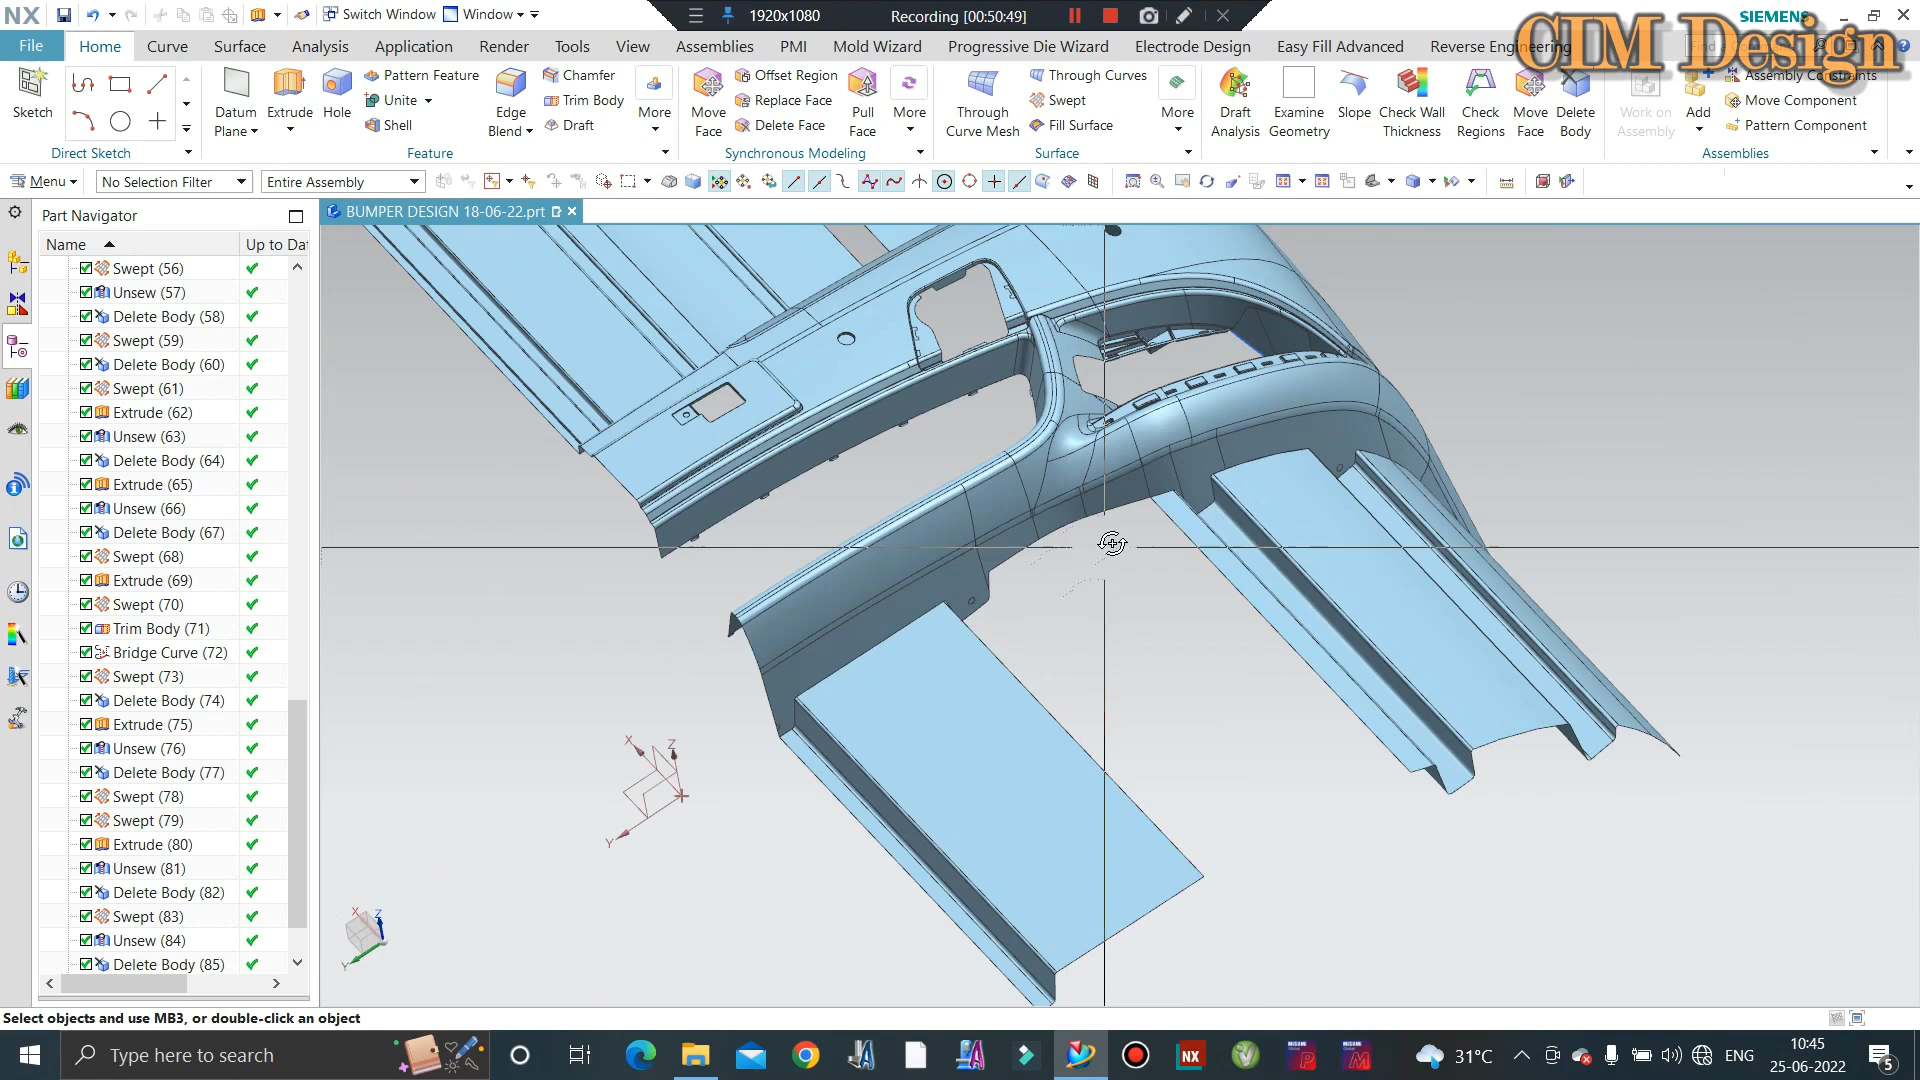 NX
Switch Window
Window
1920x1080
Recording [00:50:49]
SIEMENS
CIM Design
File
Home
Curve
Surface
Analysis
Application
Render
Tools
View
Assemblies
PMI
Mold Wizard
Progressive Die Wizard
Electrode Design
Easy Fill Advanced
Reverse Engineering
Sketch
Datum Plane
Extrude
Hole
Pattern Feature
Unite
Shell
Edge Blend
Chamfer
Trim Body
Draft
More
Move Face
Offset Region
Replace Face
Delete Face
Pull Face
More
Through Curve Mesh
Through Curves
Swept
Fill Surface
More
Draft Analysis
Examine Geometry
Slope
Check Wall Thickness
Check Regions
Move Face
Delete Body
Work on Assembly
Add
Assembly Constraints
Move Component
Pattern Component
Direct Sketch
Feature
Synchronous Modeling
Surface
Assemblies
Menu
No Selection Filter
Entire Assembly
Part Navigator
BUMPER DESIGN 18-06-22.prt
Name
Up to Dat
Swept (56)
Unsew (57)
Delete Body (58)
Swept (59)
Delete Body (60)
Swept (61)
Extrude (62)
Unsew (63)
Delete Body (64)
Extrude (65)
Unsew (66)
Delete Body (67)
Swept (68)
Extrude (69)
Swept (70)
Trim Body (71)
Bridge Curve (72)
Swept (73)
Delete Body (74)
Extrude (75)
Unsew (76)
Delete Body (77)
Swept (78)
Swept (79)
Extrude (80)
Unsew (81)
Delete Body (82)
Swept (83)
Unsew (84)
Delete Body (85)
X
Z
Y
X
Z
Y
Select objects and use MB3, or double-click an object
Type here to search
NX
31°C
ENG
10:45
25-06-2022
5